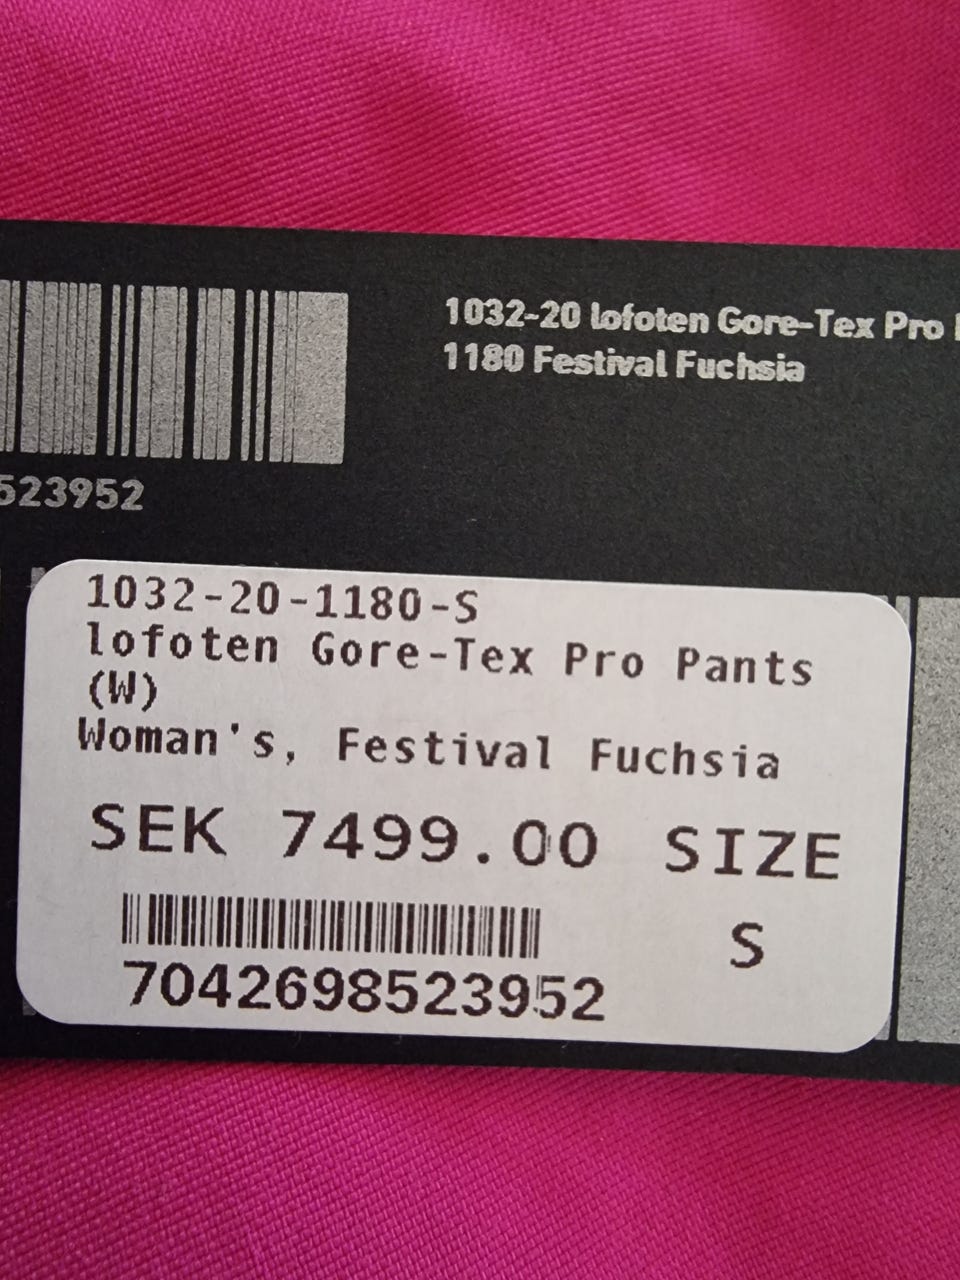 1032-20 lofoten Gore-Tex Pro
1180 Festival Fuchsia
523952
1032-20-1180-S
lofoten Gore-Tex Pro Pants
(W)
Woman's, Festival Fuchsia
SEK 7499.00 SIZE
S
7042698523952